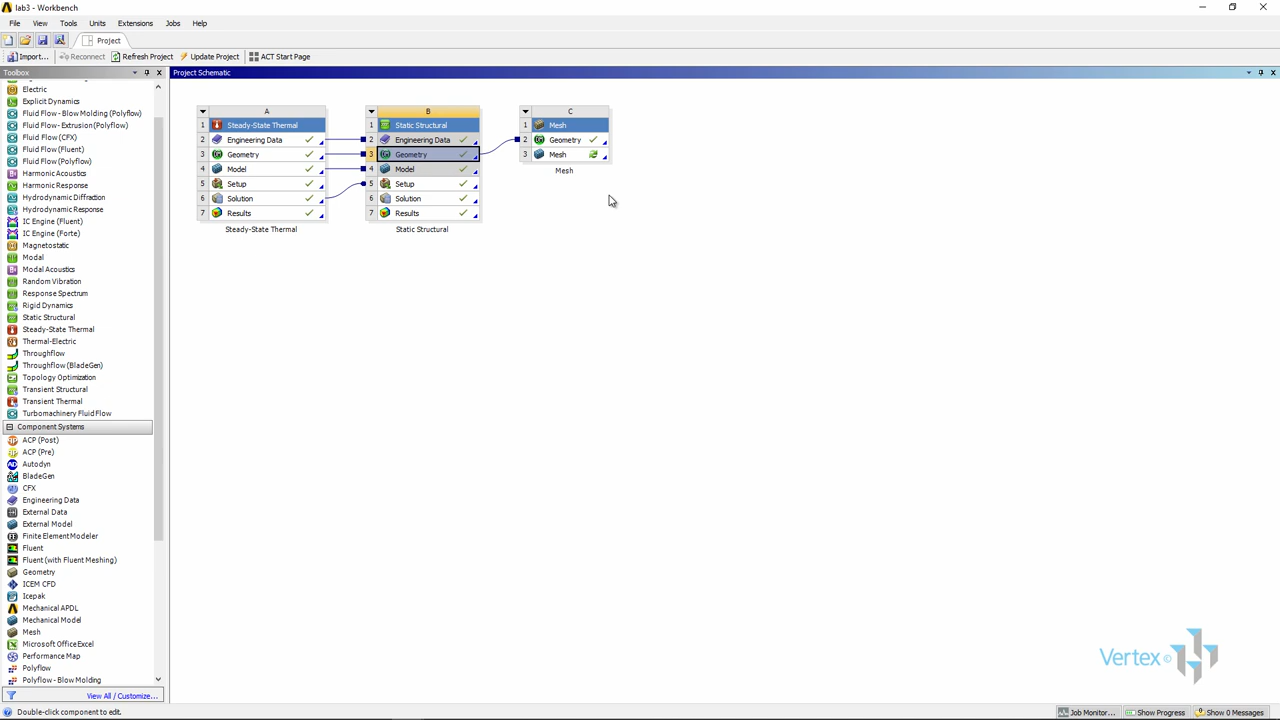 lab3 - Workbench
File View Tools Units Extensions Jobs Help
Project
Import... Reconnect Refresh Project Update Project ACT Start Page
Toolbox
Electric
Explicit Dynamics
Fluid Flow - Blow Molding (Polyflow)
Fluid Flow - Extrusion (Polyflow)
Fluid Flow (CFX)
Fluid Flow (Fluent)
Fluid Flow (Polyflow)
Harmonic Acoustics
Harmonic Response
Hydrodynamic Diffraction
Hydrodynamic Response
IC Engine (Fluent)
IC Engine (Forte)
Magnetostatic
Modal
Modal Acoustics
Random Vibration
Response Spectrum
Rigid Dynamics
Static Structural
Steady-State Thermal
Thermal-Electric
Throughflow
Throughflow (BladeGen)
Topology Optimization
Transient Structural
Transient Thermal
Turbomachinery Fluid Flow
Component Systems
ACP (Post)
ACP (Pre)
Autodyn
BladeGen
CFX
Engineering Data
External Data
External Model
Finite Element Modeler
Fluent
Fluent (with Fluent Meshing)
Geometry
ICEM CFD
Icepak
Mechanical APDL
Mechanical Model
Mesh
Microsoft Office Excel
Performance Map
Polyflow
Polyflow - Blow Molding
View All / Customize...
Project Schematic
A
1 Steady-State Thermal
2 Engineering Data
3 Geometry
4 Model
5 Setup
6 Solution
7 Results
Steady-State Thermal
B
1 Static Structural
2 Engineering Data
3 Geometry
4 Model
5 Setup
6 Solution
7 Results
Static Structural
C
1 Mesh
2 Geometry
3 Mesh
Mesh
Vertex ©
Double-click component to edit.
Job Monitor... Show Progress Show 0 Messages